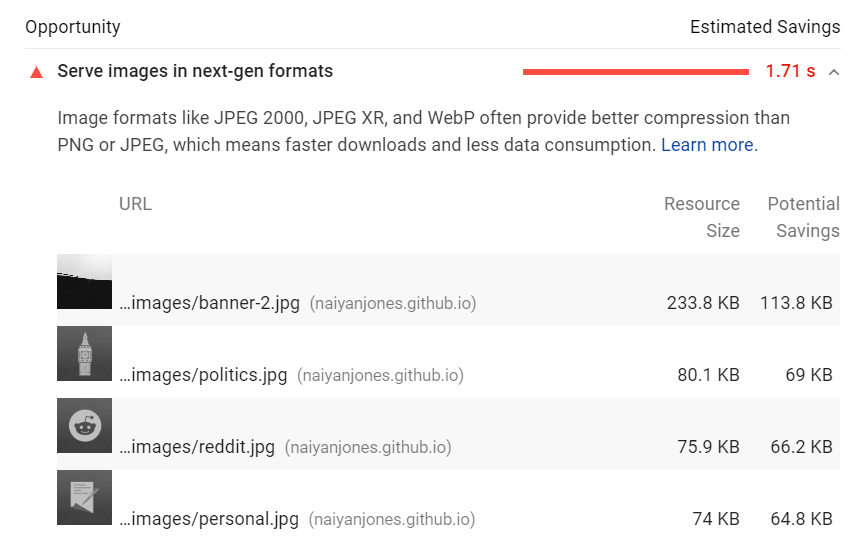 Opportunity Estimated Savings
Serve images in next-gen formats 1.71 s
Image formats like JPEG 2000, JPEG XR, and WebP often provide better compression than
PNG or JPEG, which means faster downloads and less data consumption. Learn more.
URL Resource Size Potential Savings
...images/banner-2.jpg (naiyanjones.github.io) 233.8 KB 113.8 KB
...images/politics.jpg (naiyanjones.github.io) 80.1 KB 69 KB
...images/reddit.jpg (naiyanjones.github.io) 75.9 KB 66.2 KB
...images/personal.jpg (naiyanjones.github.io) 74 KB 64.8 KB